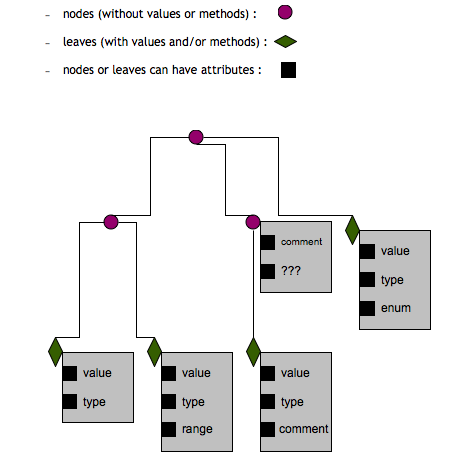 - nodes (without values or methods) :
- leaves (with values and/or methods) :
- nodes or leaves can have attributes :
comment
???
value
type
enum
value
type
value
type
range
value
type
comment